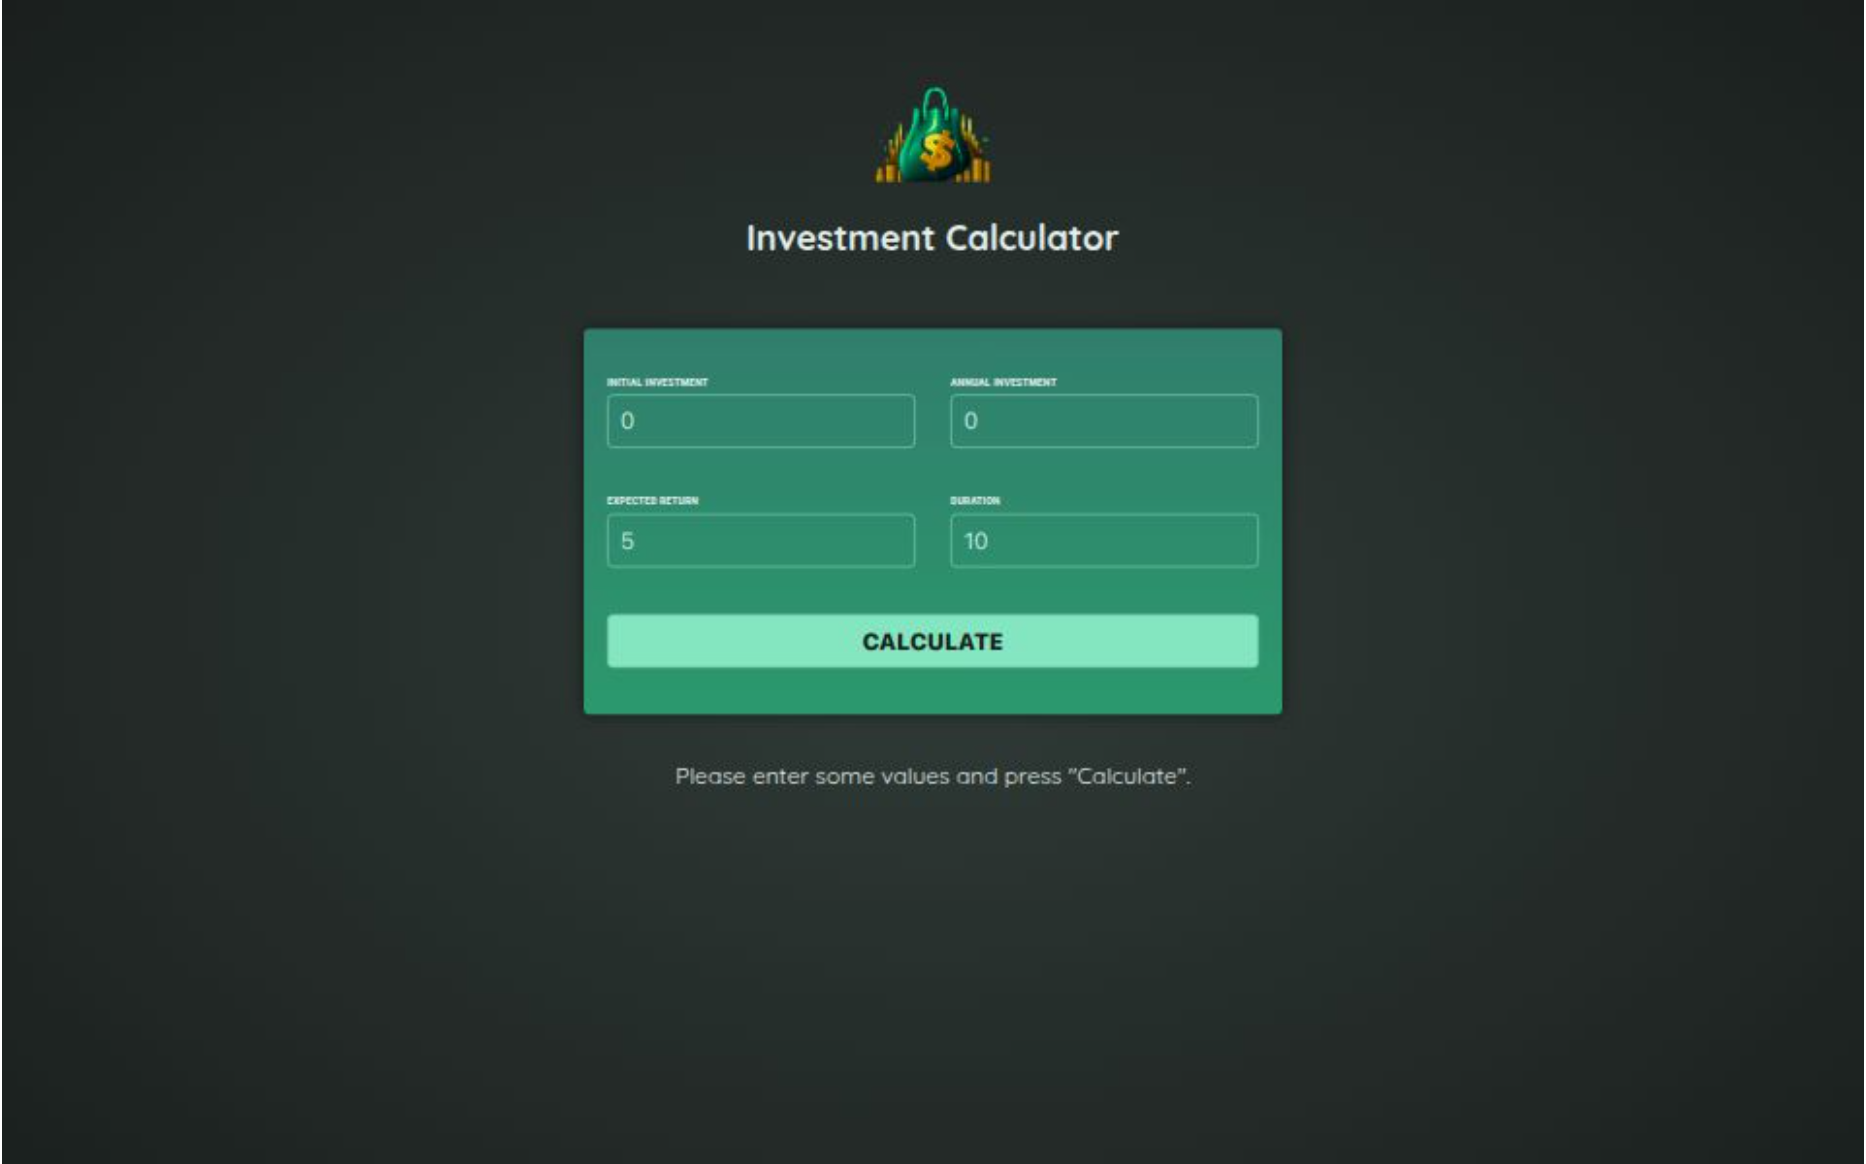 $
Investment Calculator
INITIAL INVESTMENT
ANNUAL INVESTMENT
0
0
EXPECTED RETURN
DURATION
5
10
CALCULATE
Please enter some values and press "Calculate".